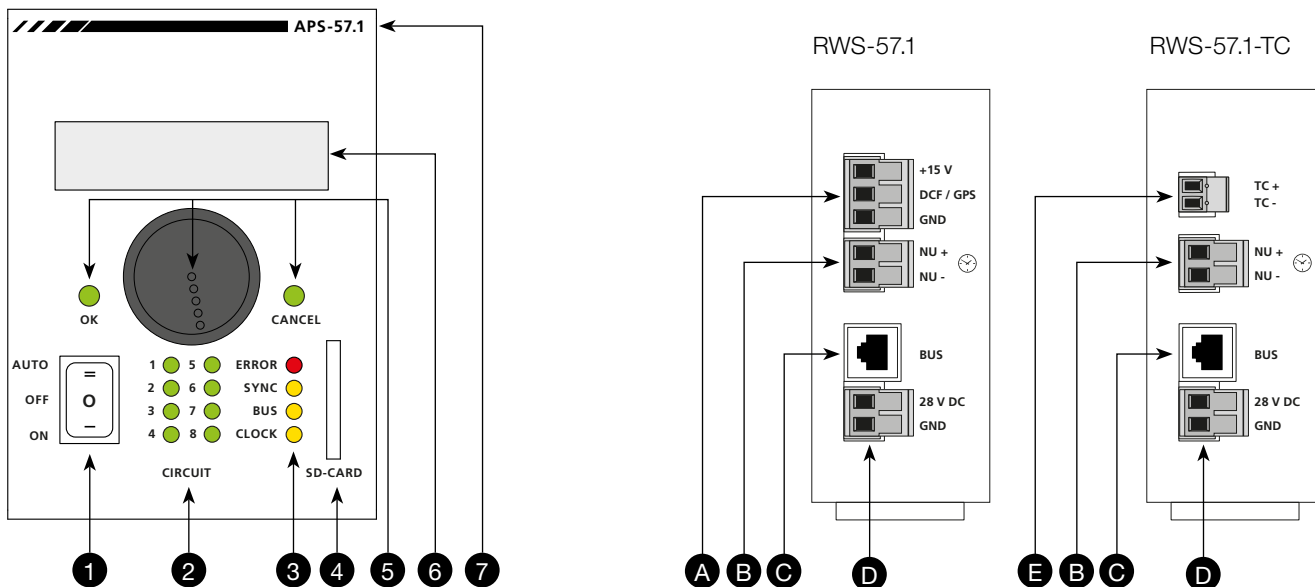 APS-57.1
OK
CANCEL
AUTO
OFF
ON
= 
O
–
1 5
2 6
3 7
4 8
ERROR
SYNC
BUS
CLOCK
CIRCUIT
SD-CARD
1 2 3 4 5 6 7
RWS-57.1
+15 V
DCF / GPS
GND
NU +
NU -
BUS
28 V DC
GND
A B C D
RWS-57.1-TC
TC +
TC -
NU +
NU -
BUS
28 V DC
GND
E B C D